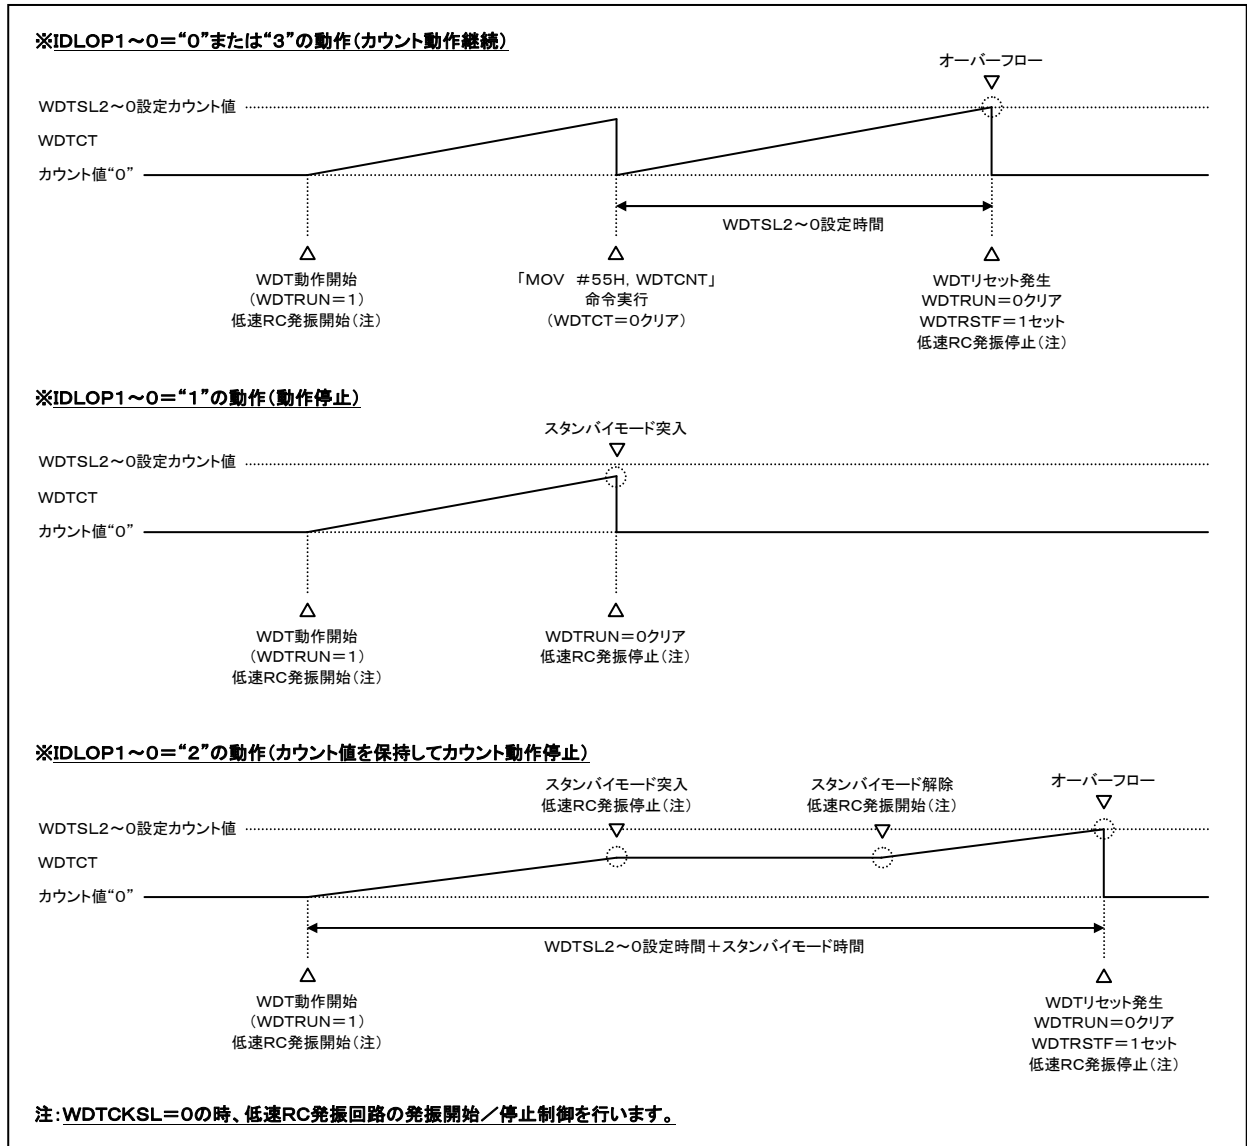 ※IDLOP1~0=“0”または“3”の動作(カウント動作継続)
オーバーフロー
WDTSL2~0設定カウント値
WDTCT
カウント値“0”
WDTSL2~0設定時間
WDT動作開始
(WDTRUN=1)
低速RC発振開始(注)
「MOV #55H, WDTCNT」
命令実行
(WDTCT=0クリア)
WDTリセット発生
WDTRUN=0クリア
WDTRSTF=1セット
低速RC発振停止(注)
※IDLOP1~0=“1”の動作(動作停止)
スタンバイモード突入
WDTSL2~0設定カウント値
WDTCT
カウント値“0”
WDT動作開始
(WDTRUN=1)
低速RC発振開始(注)
WDTRUN=0クリア
低速RC発振停止(注)
※IDLOP1~0=“2”の動作(カウント値を保持してカウント動作停止)
スタンバイモード突入
低速RC発振停止(注)
スタンバイモード解除
低速RC発振開始(注)
オーバーフロー
WDTSL2~0設定カウント値
WDTCT
カウント値“0”
WDTSL2~0設定時間+スタンバイモード時間
WDT動作開始
(WDTRUN=1)
低速RC発振開始(注)
WDTリセット発生
WDTRUN=0クリア
WDTRSTF=1セット
低速RC発振停止(注)
注:WDTCKSL=0の時、低速RC発振回路の発振開始/停止制御を行います。